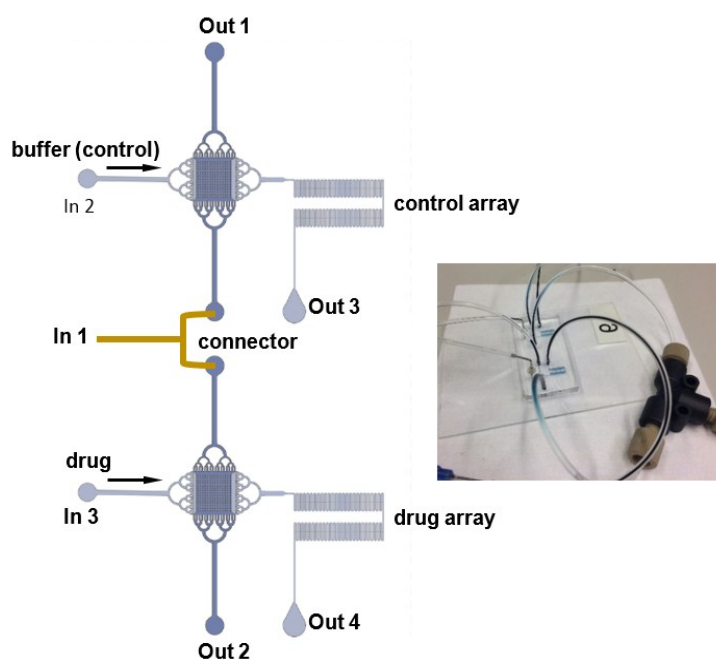 Out 1
buffer (control)
In 2
control array
Out 3
In 1
connector
drug
In 3
drug array
Out 4
Out 2
a